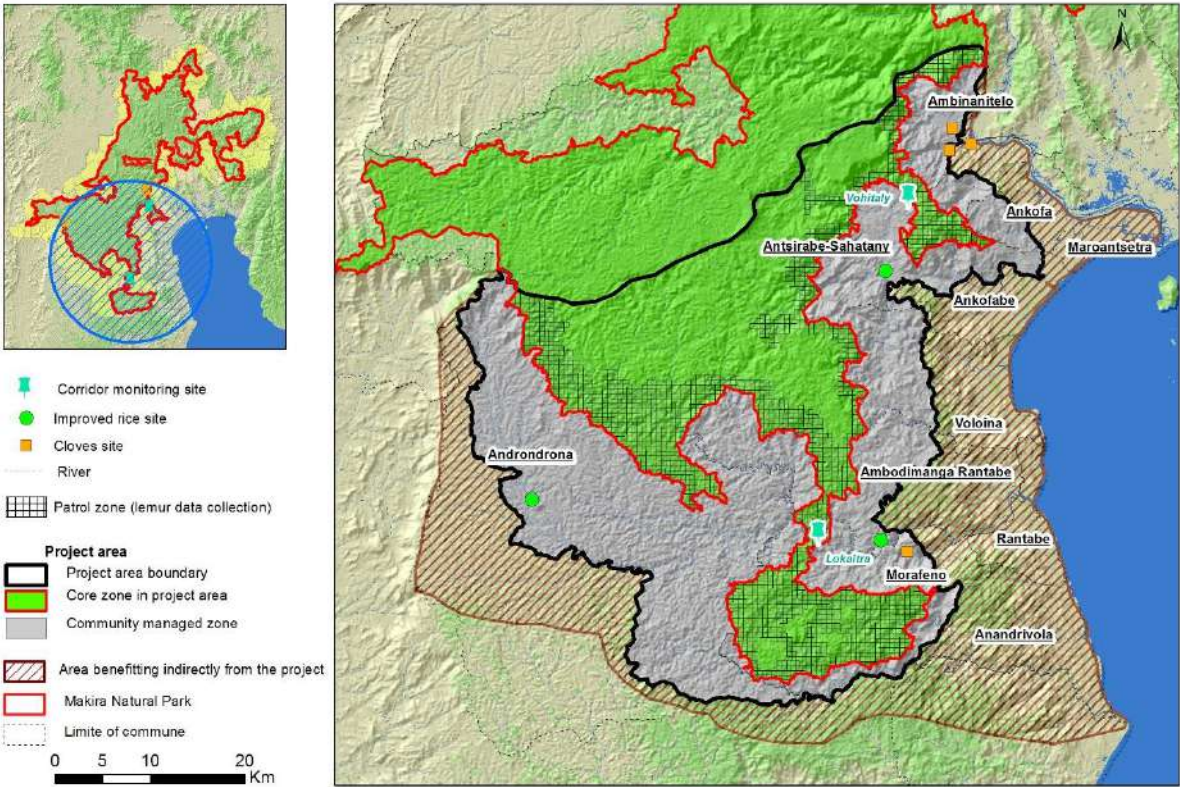 Corridor monitoring site
Improved rice site
Cloves site
River
Patrol zone (lemur data collection)
Project area
Project area boundary
Core zone in project area
Community managed zone
Area benefitting indirectly from the project
Makira Natural Park
Limite of commune
0 5 10 20
Km
N
Ambinanitelo
Vohitaly
Ankofa
Antsirabe-Sahatany
Maroantsetra
Ankofabe
Voloina
Androndrona
Ambodimanga Rantabe
Rantabe
Lokaitra
Morafeno
Anandrivola